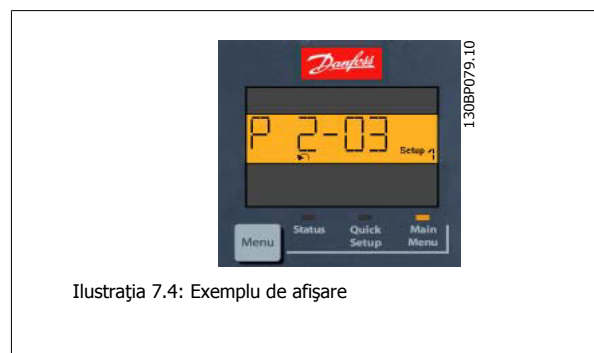 Danfoss
130BP079.10
P 2-03
Setup 1
Status Quick Setup Main Menu
Menu
Ilustraţia 7.4: Exemplu de afişare